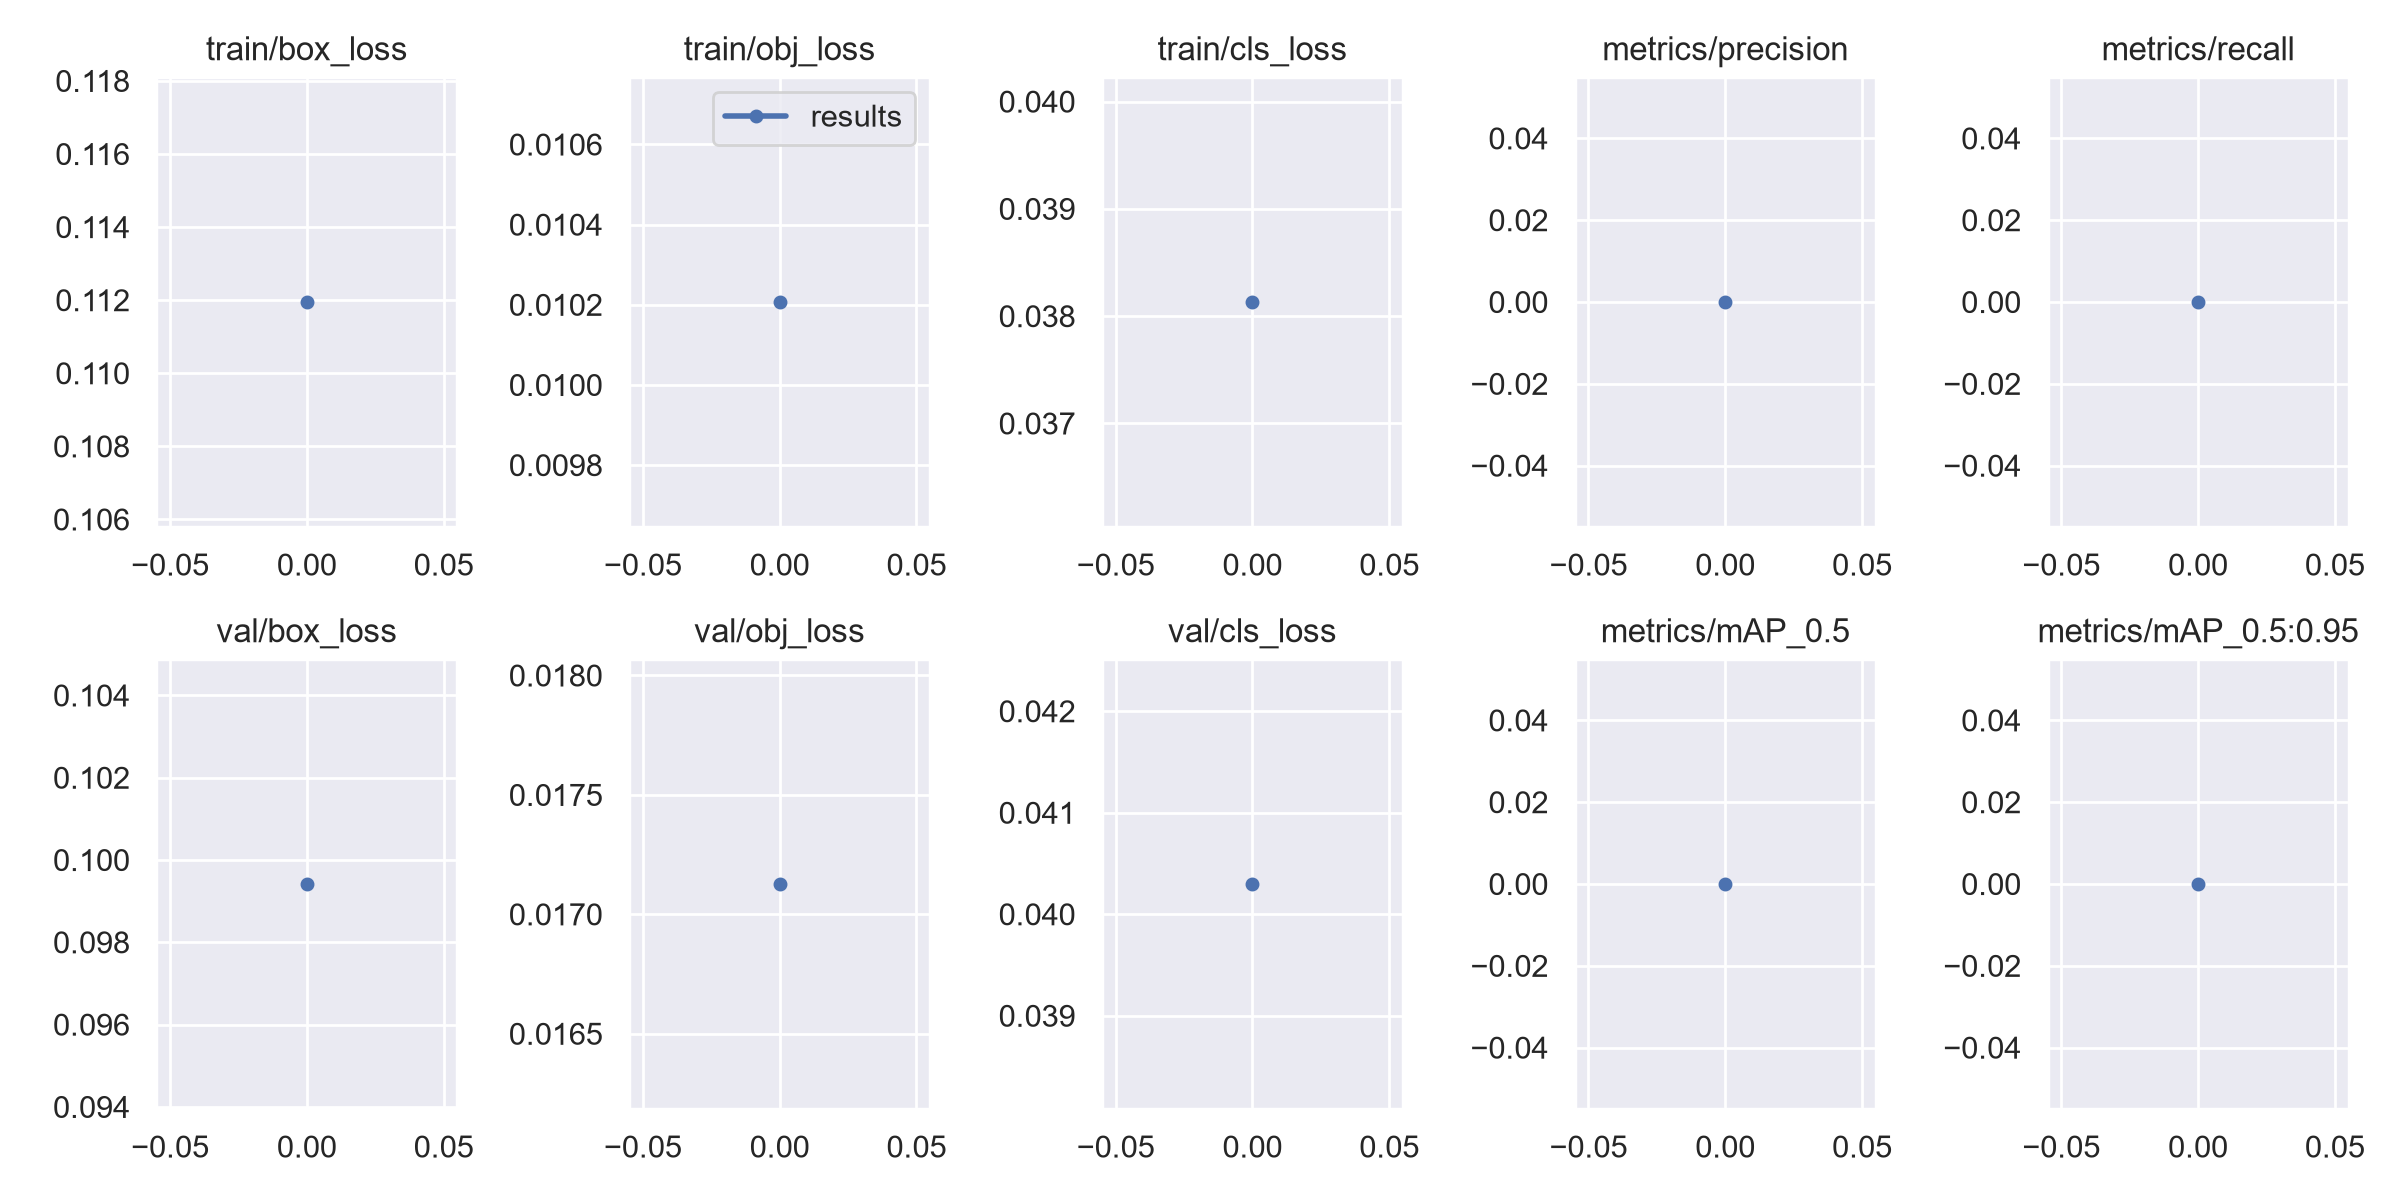 train/box_loss
0.118
0.116
0.114
0.112
0.110
0.108
0.106
−0.05 0.00 0.05
train/obj_loss
results
0.0106
0.0104
0.0102
0.0100
0.0098
−0.05 0.00 0.05
train/cls_loss
0.040
0.039
0.038
0.037
−0.05 0.00 0.05
metrics/precision
0.04
0.02
0.00
−0.02
−0.04
−0.05 0.00 0.05
metrics/recall
0.04
0.02
0.00
−0.02
−0.04
−0.05 0.00 0.05
val/box_loss
0.104
0.102
0.100
0.098
0.096
0.094
−0.05 0.00 0.05
val/obj_loss
0.0180
0.0175
0.0170
0.0165
−0.05 0.00 0.05
val/cls_loss
0.042
0.041
0.040
0.039
−0.05 0.00 0.05
metrics/mAP_0.5
0.04
0.02
0.00
−0.02
−0.04
−0.05 0.00 0.05
metrics/mAP_0.5:0.95
0.04
0.02
0.00
−0.02
−0.04
−0.05 0.00 0.05